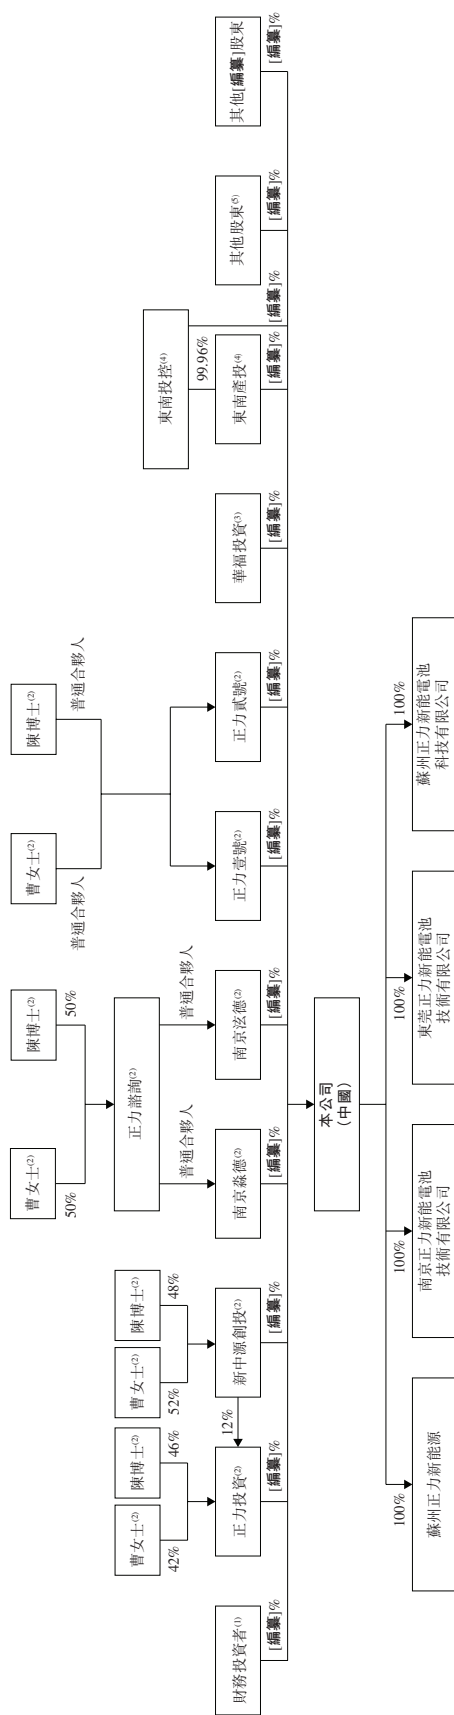 曹女士(2)
陳博士(2)
曹女士(2)
陳博士(2)
50%
50%
普通合夥人
普通合夥人
曹女士(2)
陳博士(2)
曹女士(2)
陳博士(2)
正力諮詢(2)
東南投控(4)
42%
46%
52%
48%
普通合夥人
普通合夥人
99.96%
財務投資者(1)
正力投資(2)
12%
新中源創投(2)
南京淼德(2)
南京泫德(2)
正力壹號(2)
正力貳號(2)
華福投資(3)
東南產投(4)
其他股東(5)
其他[編纂]股東
[編纂]%
[編纂]%
[編纂]%
[編纂]%
[編纂]%
[編纂]%
[編纂]%
[編纂]%
[編纂]%
[編纂]%
[編纂]%
[編纂]%
本公司
(中國)
100%
100%
100%
100%
蘇州正力新能源
南京正力新能電池
技術有限公司
東莞正力新能電池
技術有限公司
蘇州正力新能電池
科技有限公司